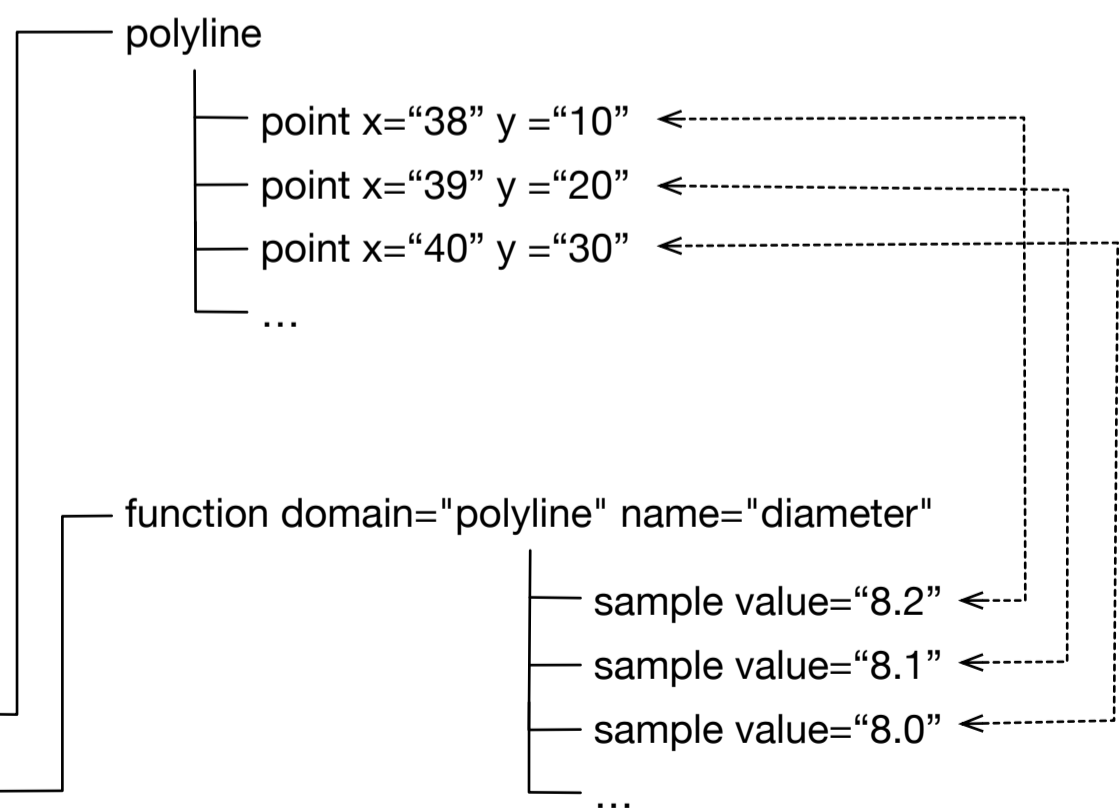 polyline
point x=“38” y =“10”
point x=“39” y =“20”
point x=“40” y =“30”
...
function domain="polyline" name="diameter"
sample value=“8.2”
sample value=“8.1”
sample value=“8.0”
...